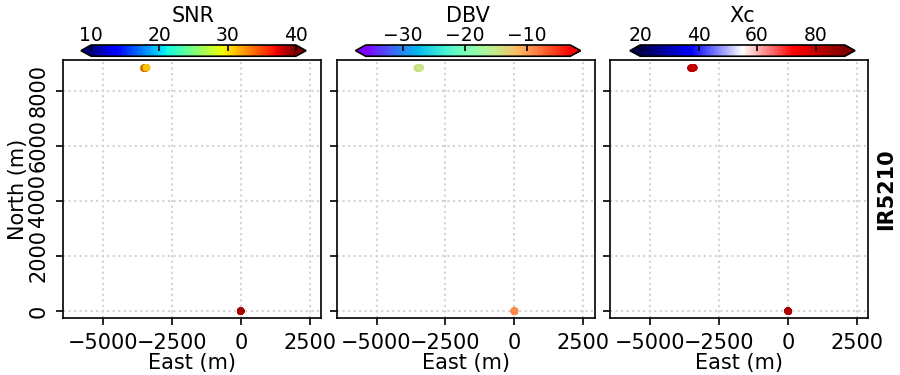 SNR DBV Xc
10 20 30 40 −30 −20 −10 20 40 60 80
North (m)
8000
6000
4000
2000
0
IR5210
−5000 −2500 0 2500 −5000 −2500 0 2500 −5000 −2500 0 2500
East (m) East (m) East (m)